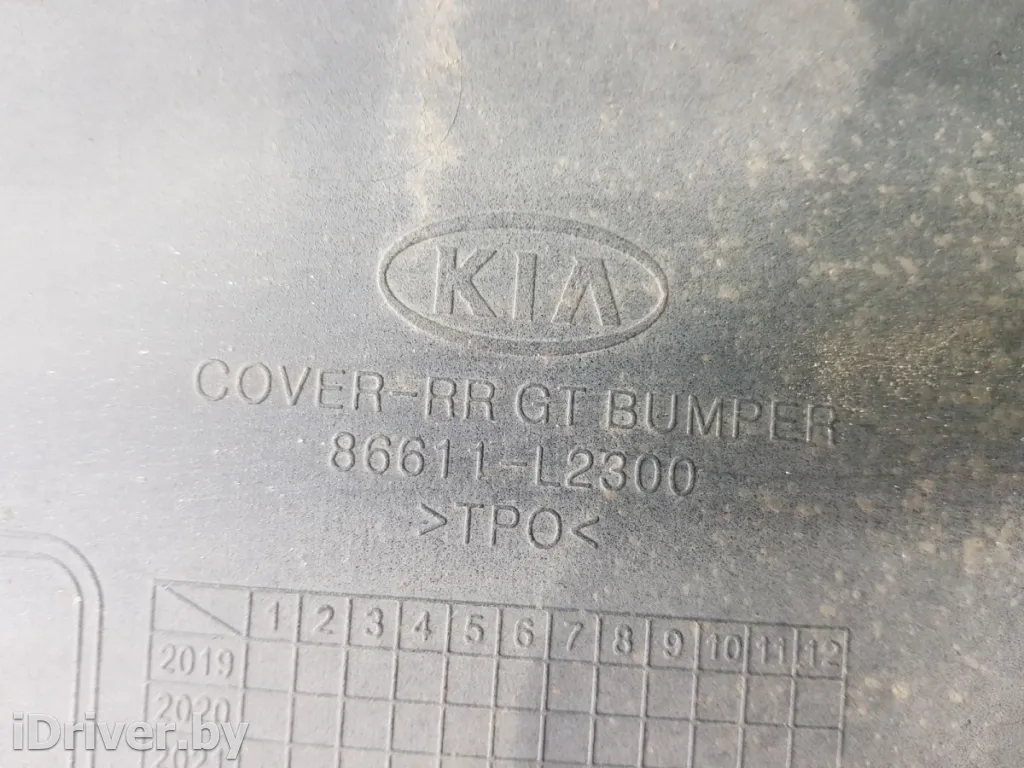 KIA
COVER-RR GT BUMPER
86611-L2300
>TPO<
1 2 3 4 5 6 7 8 9 10 11 12
2019
2020
2021
iDriver.by